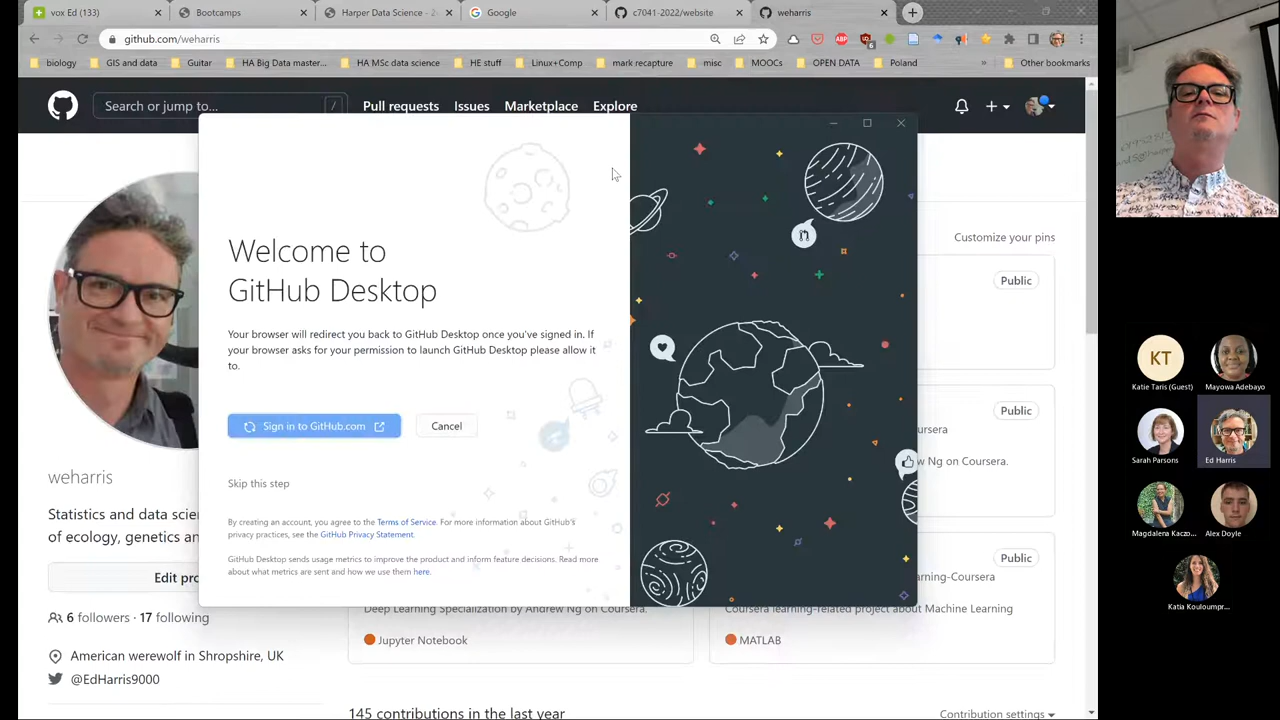 vox Ed (133)
Bootcamps
Harper Data Science - 2
Google
c7041-2022/website
weharris
github.com/weharris
biology
GIS and data
Guitar
HA Big Data master...
HA MSc data science
HE stuff
Linux+Comp
mark recapture
misc
MOOCs
OPEN DATA
Poland
»
Other bookmarks
Search or jump to...
/
Pull requests
Issues
Marketplace
Explore
Customize your pins
Public
Welcome to
GitHub Desktop
Your browser will redirect you back to GitHub Desktop once you've signed in. If
your browser asks for your permission to launch GitHub Desktop please allow it
to.
Sign in to GitHub.com
Cancel
Skip this step
By creating an account, you agree to the Terms of Service. For more information about GitHub's
privacy practices, see the GitHub Privacy Statement.
GitHub Desktop sends usage metrics to improve the product and inform feature decisions. Read more
about what metrics are sent and how we use them here.
Public
w Ng on Coursera.
Public
Deep Learning Specialization by Andrew Ng on Coursera.
Coursera learning-related project about Machine Learning
Jupyter Notebook
MATLAB
weharris
Statistics and data scie
of ecology, genetics an
Edit pro
6 followers · 17 following
American werewolf in Shropshire, UK
@EdHarris9000
145 contributions in the last year
Contribution settings
KT
Katie Taris (Guest)
Mayowa Adebayo
Sarah Parsons
Ed Harris
Magdalena Kaczo...
Alex Doyle
Katia Kouloumpr...